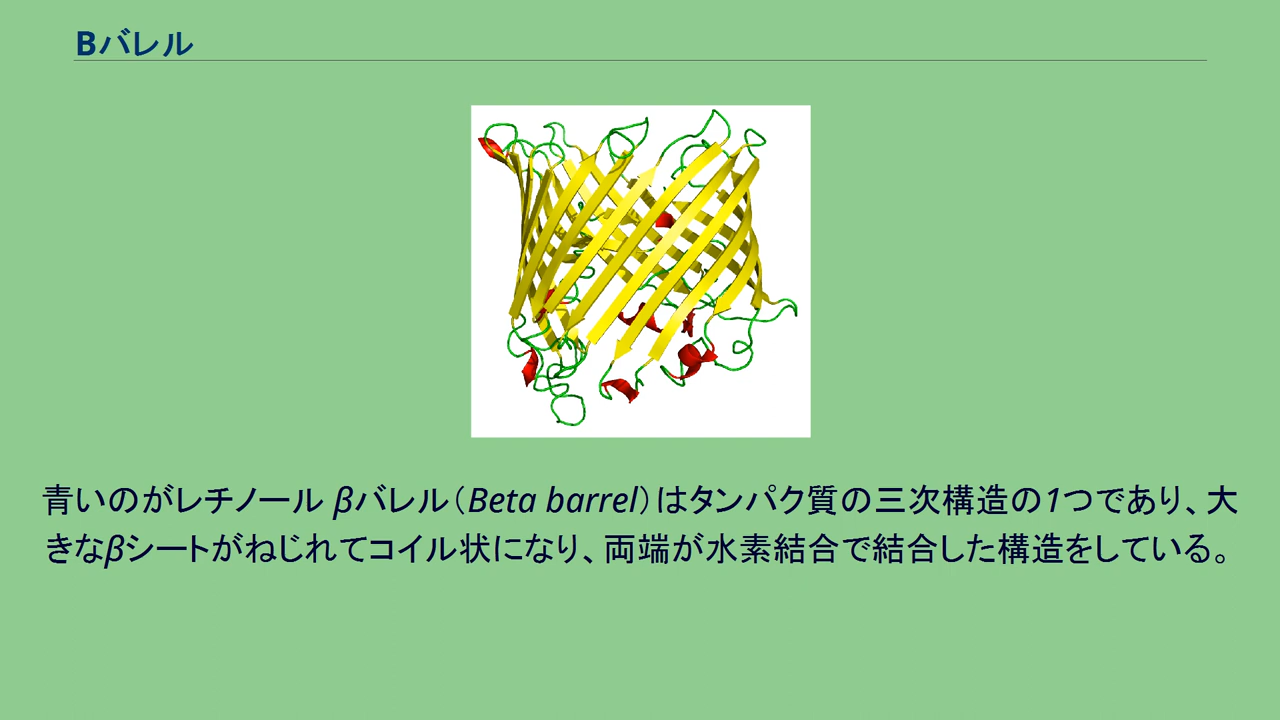 Bバレル
青いのがレチノール βバレル（Beta barrel）はタンパク質の三次構造の1つであり、大
きなβシートがねじれてコイル状になり、両端が水素結合で結合した構造をしている。